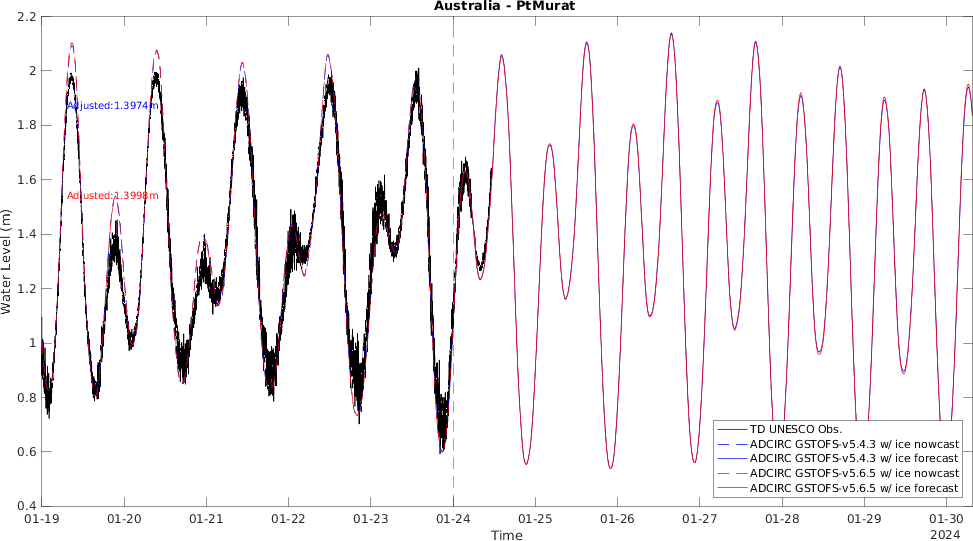 Australia - PtMurat
2.2
2
1.8
1.6
1.4
1.2
1
0.8
0.6
0.4
Water Level (m)
Adjusted:1.3974m
Adjusted:1.3998m
TD UNESCO Obs.
ADCIRC GSTOFS-v5.4.3 w/ ice nowcast
ADCIRC GSTOFS-v5.4.3 w/ ice forecast
ADCIRC GSTOFS-v5.6.5 w/ ice nowcast
ADCIRC GSTOFS-v5.6.5 w/ ice forecast
01-19 01-20 01-21 01-22 01-23 01-24 01-25 01-26 01-27 01-28 01-29 01-30
2024
Time